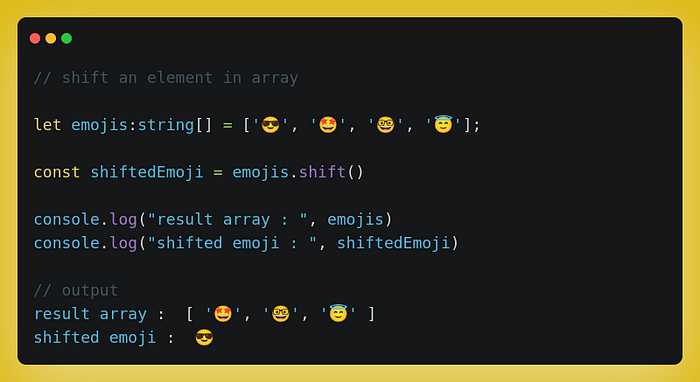 // shift an element in array
let emojis:string[] = ['😎', '🤩', '🤓', '😇'];
const shiftedEmoji = emojis.shift()
console.log("result array : ", emojis)
console.log("shifted emoji : ", shiftedEmoji)
// output
result array :  [ '🤩', '🤓', '😇' ]
shifted emoji :  😎